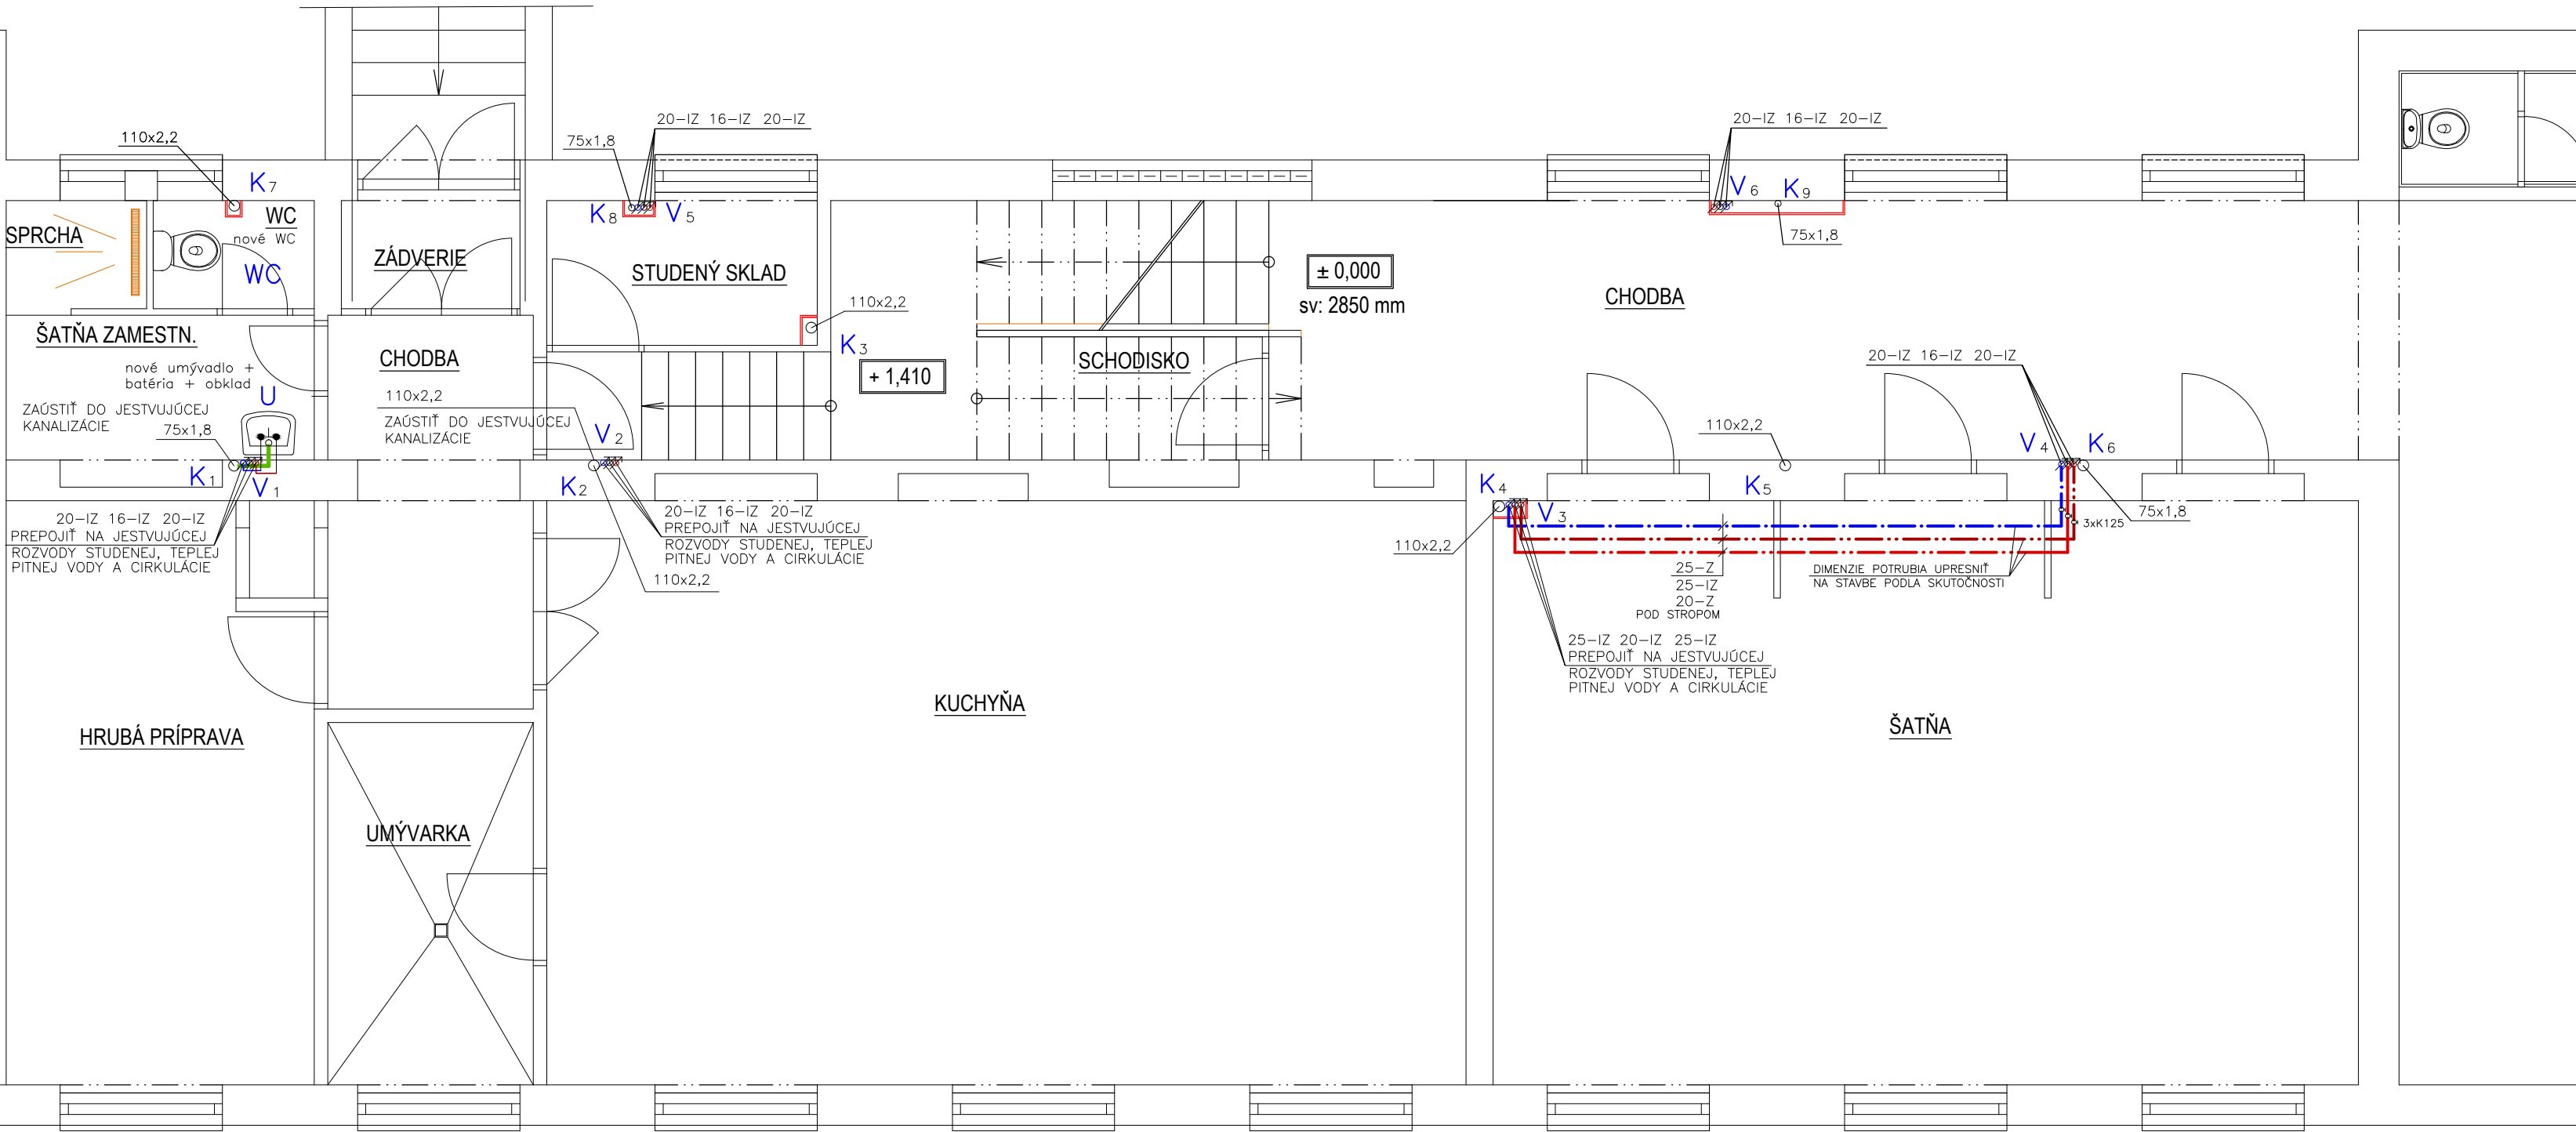 110x2,2
K7
WC
nové WC
WC
SPRCHA
ZÁDVERIE
75x1,8
20-IZ 16-IZ 20-IZ
K8
V5
STUDENÝ SKLAD
110x2,2
K3
+ 1,410
± 0,000
sv: 2850 mm
SCHODISKO
20-IZ 16-IZ 20-IZ
V6
K9
75x1,8
CHODBA
ŠATŇA ZAMESTN.
nové umývadlo +
batéria + obklad
U
ZAÚSTIŤ DO JESTVUJÚCEJ
KANALIZÁCIE
75x1,8
K1
V1
20-IZ 16-IZ 20-IZ
PREPOJIŤ NA JESTVUJÚCEJ
ROZVODY STUDENEJ, TEPLEJ
PITNEJ VODY A CIRKULÁCIE
CHODBA
110x2,2
ZAÚSTIŤ DO JESTVUJÚCEJ
KANALIZÁCIE
V2
K2
20-IZ 16-IZ 20-IZ
PREPOJIŤ NA JESTVUJÚCEJ
ROZVODY STUDENEJ, TEPLEJ
PITNEJ VODY A CIRKULÁCIE
110x2,2
20-IZ 16-IZ 20-IZ
110x2,2
V4
K6
K4
V3
K5
75x1,8
3xK125
110x2,2
25-Z
25-IZ
20-Z
POD STROPOM
DIMENZIE POTRUBIA UPRESNIŤ
NA STAVBE PODLA SKUTOČNOSTI
25-IZ 20-IZ 25-IZ
PREPOJIŤ NA JESTVUJÚCEJ
ROZVODY STUDENEJ, TEPLEJ
PITNEJ VODY A CIRKULÁCIE
HRUBÁ PRÍPRAVA
KUCHYŇA
ŠATŇA
UMÝVARKA